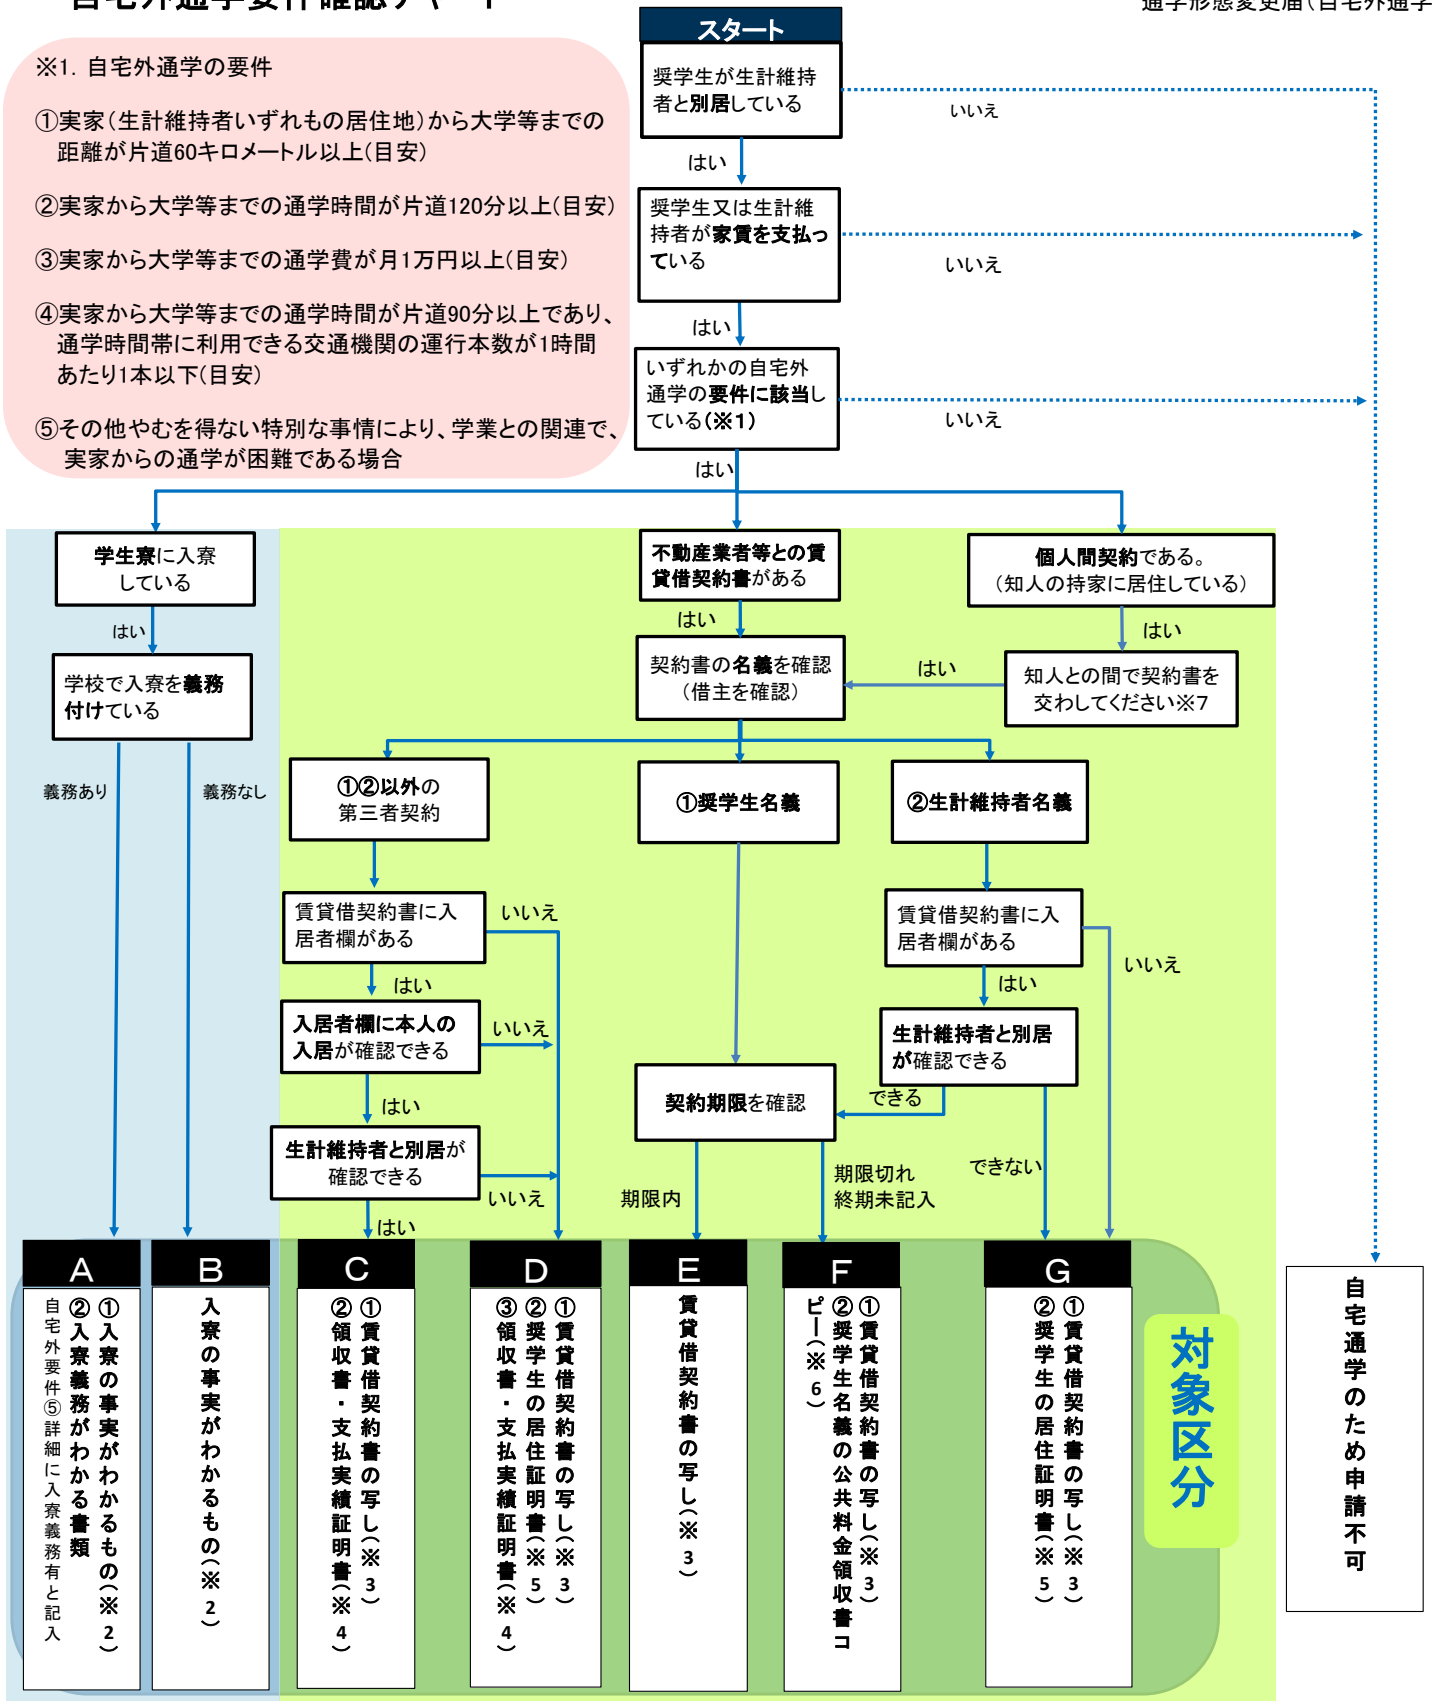 自宅外通学要件確認チャート
通学形態変更届（自宅外通学
※1．自宅外通学の要件
①実家（生計維持者いずれもの居住地）から大学等までの
距離が片道60キロメートル以上(目安）
②実家から大学等までの通学時間が片道120分以上(目安）
③実家から大学等までの通学費が月1万円以上(目安）
④実家から大学等までの通学時間が片道90分以上であり、
通学時間帯に利用できる交通機関の運行本数が1時間
あたり1本以下(目安）
⑤その他やむを得ない特別な事情により、学業との関連で、
実家からの通学が困難である場合
スタート
奨学生が生計維持
者と別居している
いいえ
はい
奨学生又は生計維
持者が家賃を支払っ
ている
いいえ
はい
いずれかの自宅外
通学の要件に該当し
ている(※1)
いいえ
はい
学生寮に入寮
している
はい
学校で入寮を義務
付けている
義務あり
義務なし
不動産業者等との賃
貸借契約書がある
はい
契約書の名義を確認
（借主を確認）
個人間契約である。
（知人の持家に居住している）
はい
知人との間で契約書を
交わしてください※7
はい
①②以外の
第三者契約
①奨学生名義
②生計維持者名義
賃貸借契約書に入
居者欄がある
いいえ
はい
入居者欄に本人の
入居が確認できる
いいえ
はい
生計維持者と別居が
確認できる
いいえ
はい
賃貸借契約書に入
居者欄がある
いいえ
はい
生計維持者と別居
が確認できる
できる
できない
契約期限を確認
期限内
期限切れ
終期未記入
A
①入寮の事実がわかるもの(※2)
②入寮義務がわかる書類
自宅外要件⑤詳細に入寮義務有と記入
B
入寮の事実がわかるもの(※2)
C
①賃貸借契約書の写し(※3)
②領収書・支払実績証明書(※4)
D
①賃貸借契約書の写し(※3)
②奨学生の居住証明書(※5)
③領収書・支払実績証明書(※4)
E
賃貸借契約書の写し(※3)
F
①賃貸借契約書の写し(※3)
②奨学生名義の公共料金領収書コ
ピー(※6)
G
①賃貸借契約書の写し(※3)
②奨学生の居住証明書(※5)
対象区分
自宅通学のため申請不可